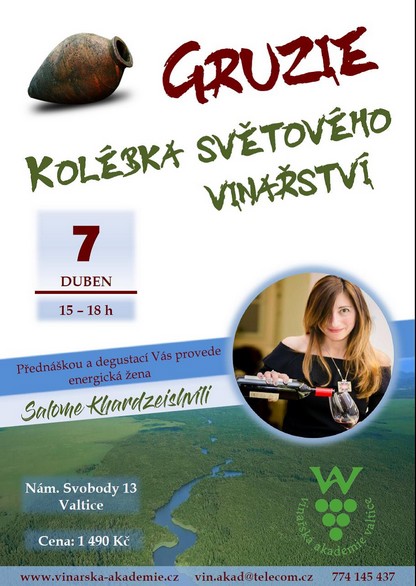 GRUZIE
KOLÉBKA SVĚTOVÉHO
VINAŘSTVÍ
7
DUBEN
15 – 18 h
Přednáškou a degustací Vás provede
energická žena
Salome Khardzeishvili
Nám. Svobody 13
Valtice
Cena: 1 490 Kč
VA
vinařská akademie valtice
www.vinarska-akademie.cz vin.akad@telecom.cz 774 145 437